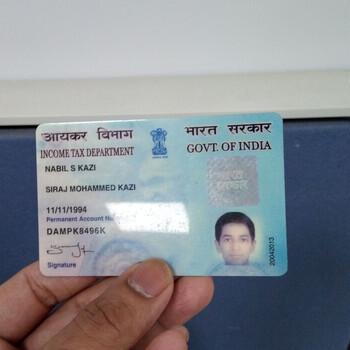 आयकर विभाग
INCOME TAX DEPARTMENT
भारत सरकार
GOVT. OF INDIA
NABIL S KAZI
SIRAJ MOHAMMED KAZI
11/11/1994
Permanent Account
DAMPK8496K
Signature
20042013